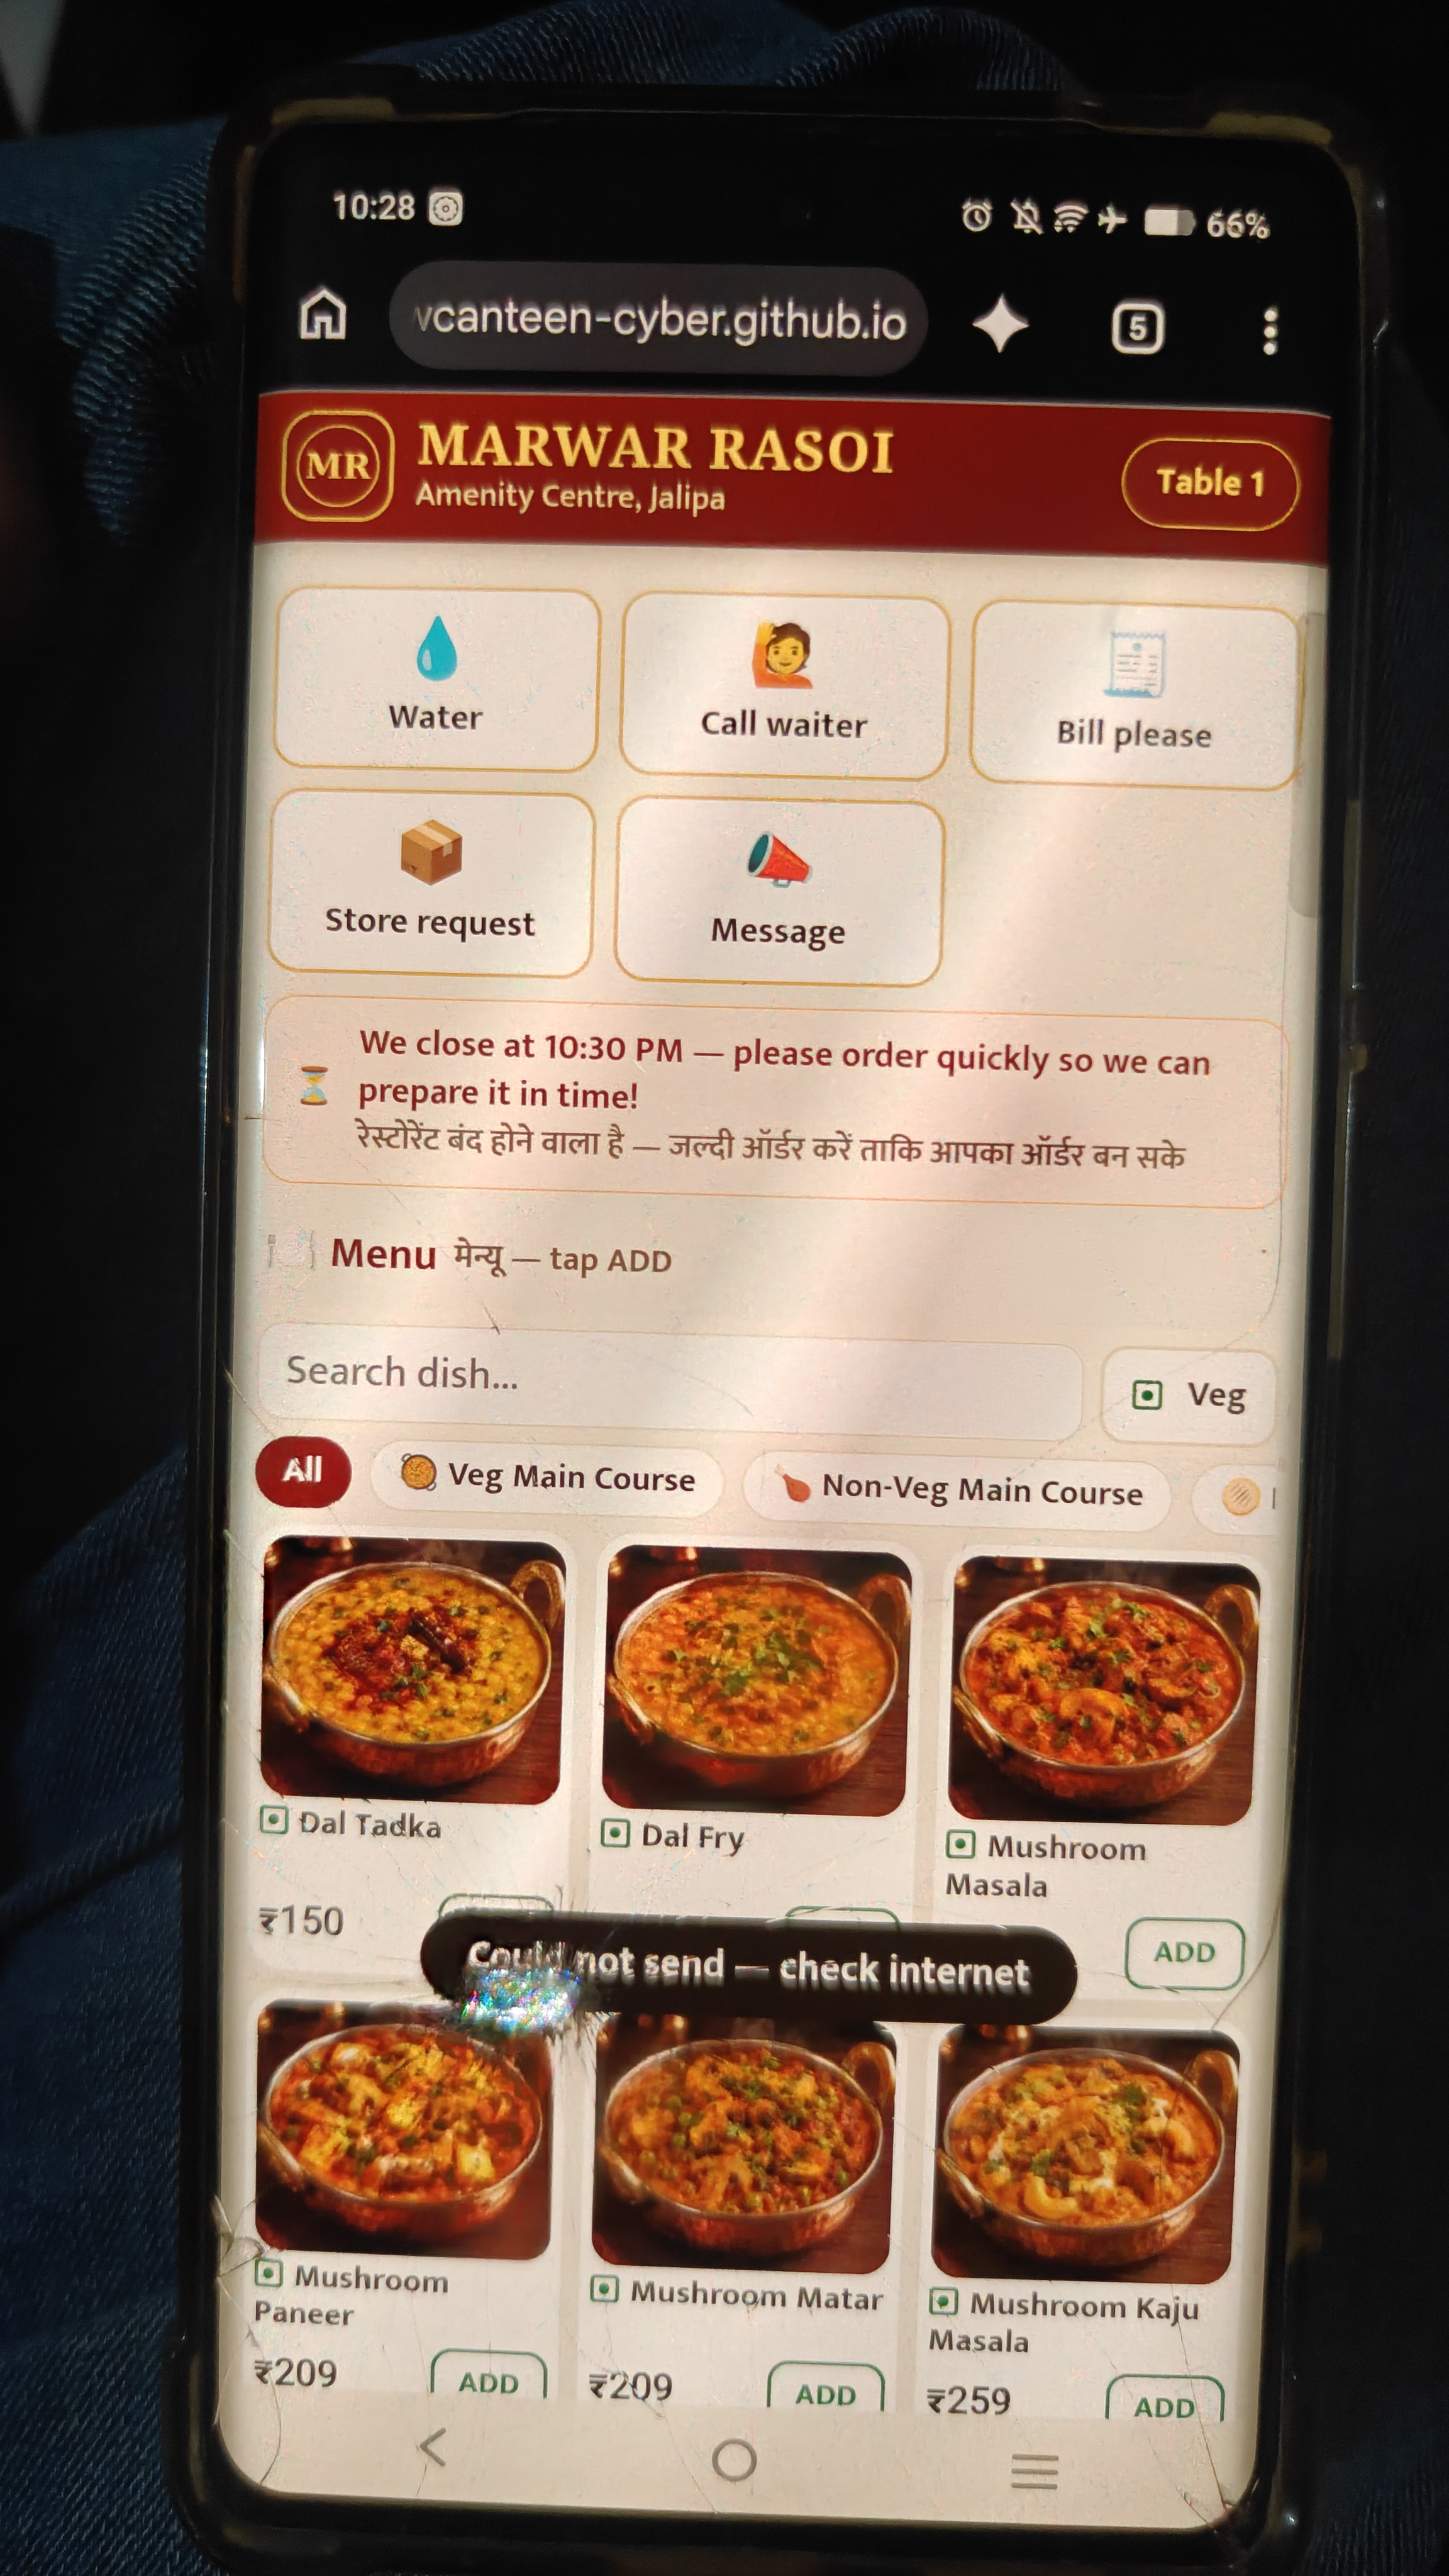 10:28
66%
vcanteen-cyber.github.io
5
MR
MARWAR RASOI
Amenity Centre, Jalipa
Table 1
Water
Call waiter
Bill please
Store request
Message
We close at 10:30 PM — please order quickly so we can
prepare it in time!
रेस्टोरेंट बंद होने वाला है — जल्दी ऑर्डर करें ताकि आपका ऑर्डर बन सके
Menu मेन्यू — tap ADD
Search dish...
Veg
All
Veg Main Course
Non-Veg Main Course
Dal Tadka
Dal Fry
Mushroom
Masala
₹150
ADD
Could not send — check internet
Mushroom
Paneer
Mushroom Matar
Mushroom Kaju
Masala
₹209
ADD
₹209
ADD
₹259
ADD